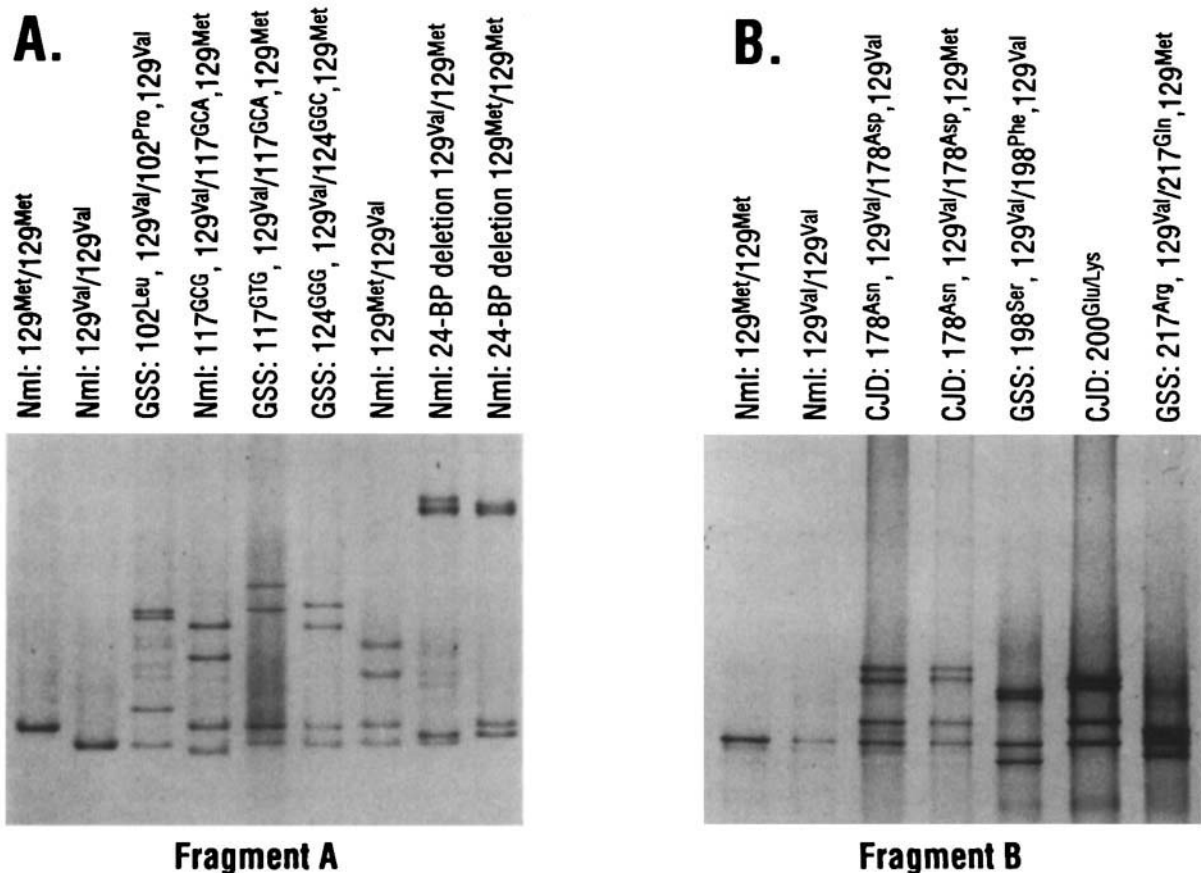 A.
Nml: 129Met/129Met
Nml: 129Val/129Val
GSS: 102Leu, 129Val/102Pro,129Val
Nml: 117GCG, 129Val/117GCA,129Met
GSS: 117GTG, 129Val/117GCA,129Met
GSS: 124GGG, 129Val/124GGC,129Met
Nml: 129Met/129Val
Nml: 24-BP deletion 129Val/129Met
Nml: 24-BP deletion 129Met/129Met
Fragment A
B.
Nml: 129Met/129Met
Nml: 129Val/129Val
CJD: 178Asn, 129Val/178Asp,129Val
CJD: 178Asn, 129Val/178Asp,129Met
GSS: 198Ser, 129Val/198Phe,129Val
CJD: 200Glu/Lys
GSS: 217Arg, 129Val/217Gln,129Met
Fragment B